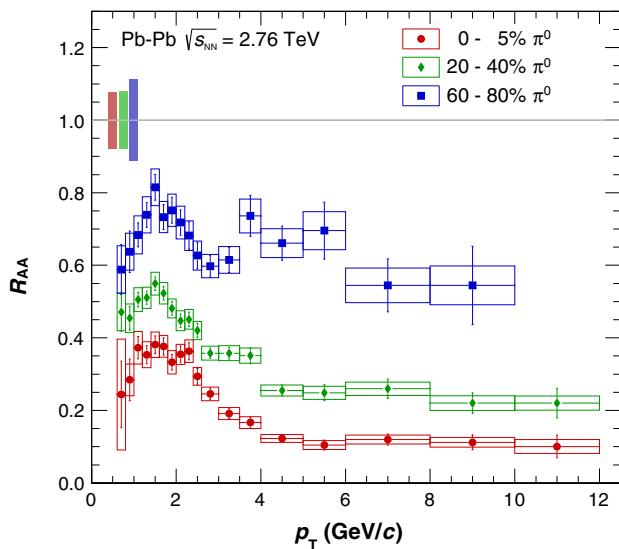 Pb-Pb √s_NN = 2.76 TeV
0 - 5% π⁰
20 - 40% π⁰
60 - 80% π⁰
R_AA
1.2
1.0
0.8
0.6
0.4
0.2
0.0
0 2 4 6 8 10 12
p_T (GeV/c)